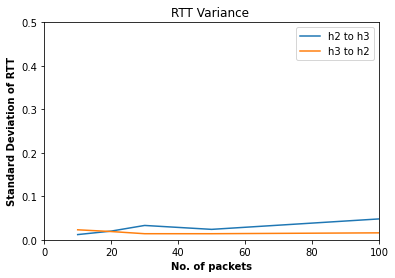 RTT Variance
h2 to h3
h3 to h2
Standard Deviation of RTT
0.5
0.4
0.3
0.2
0.1
0.0
0 20 40 60 80 100
No. of packets